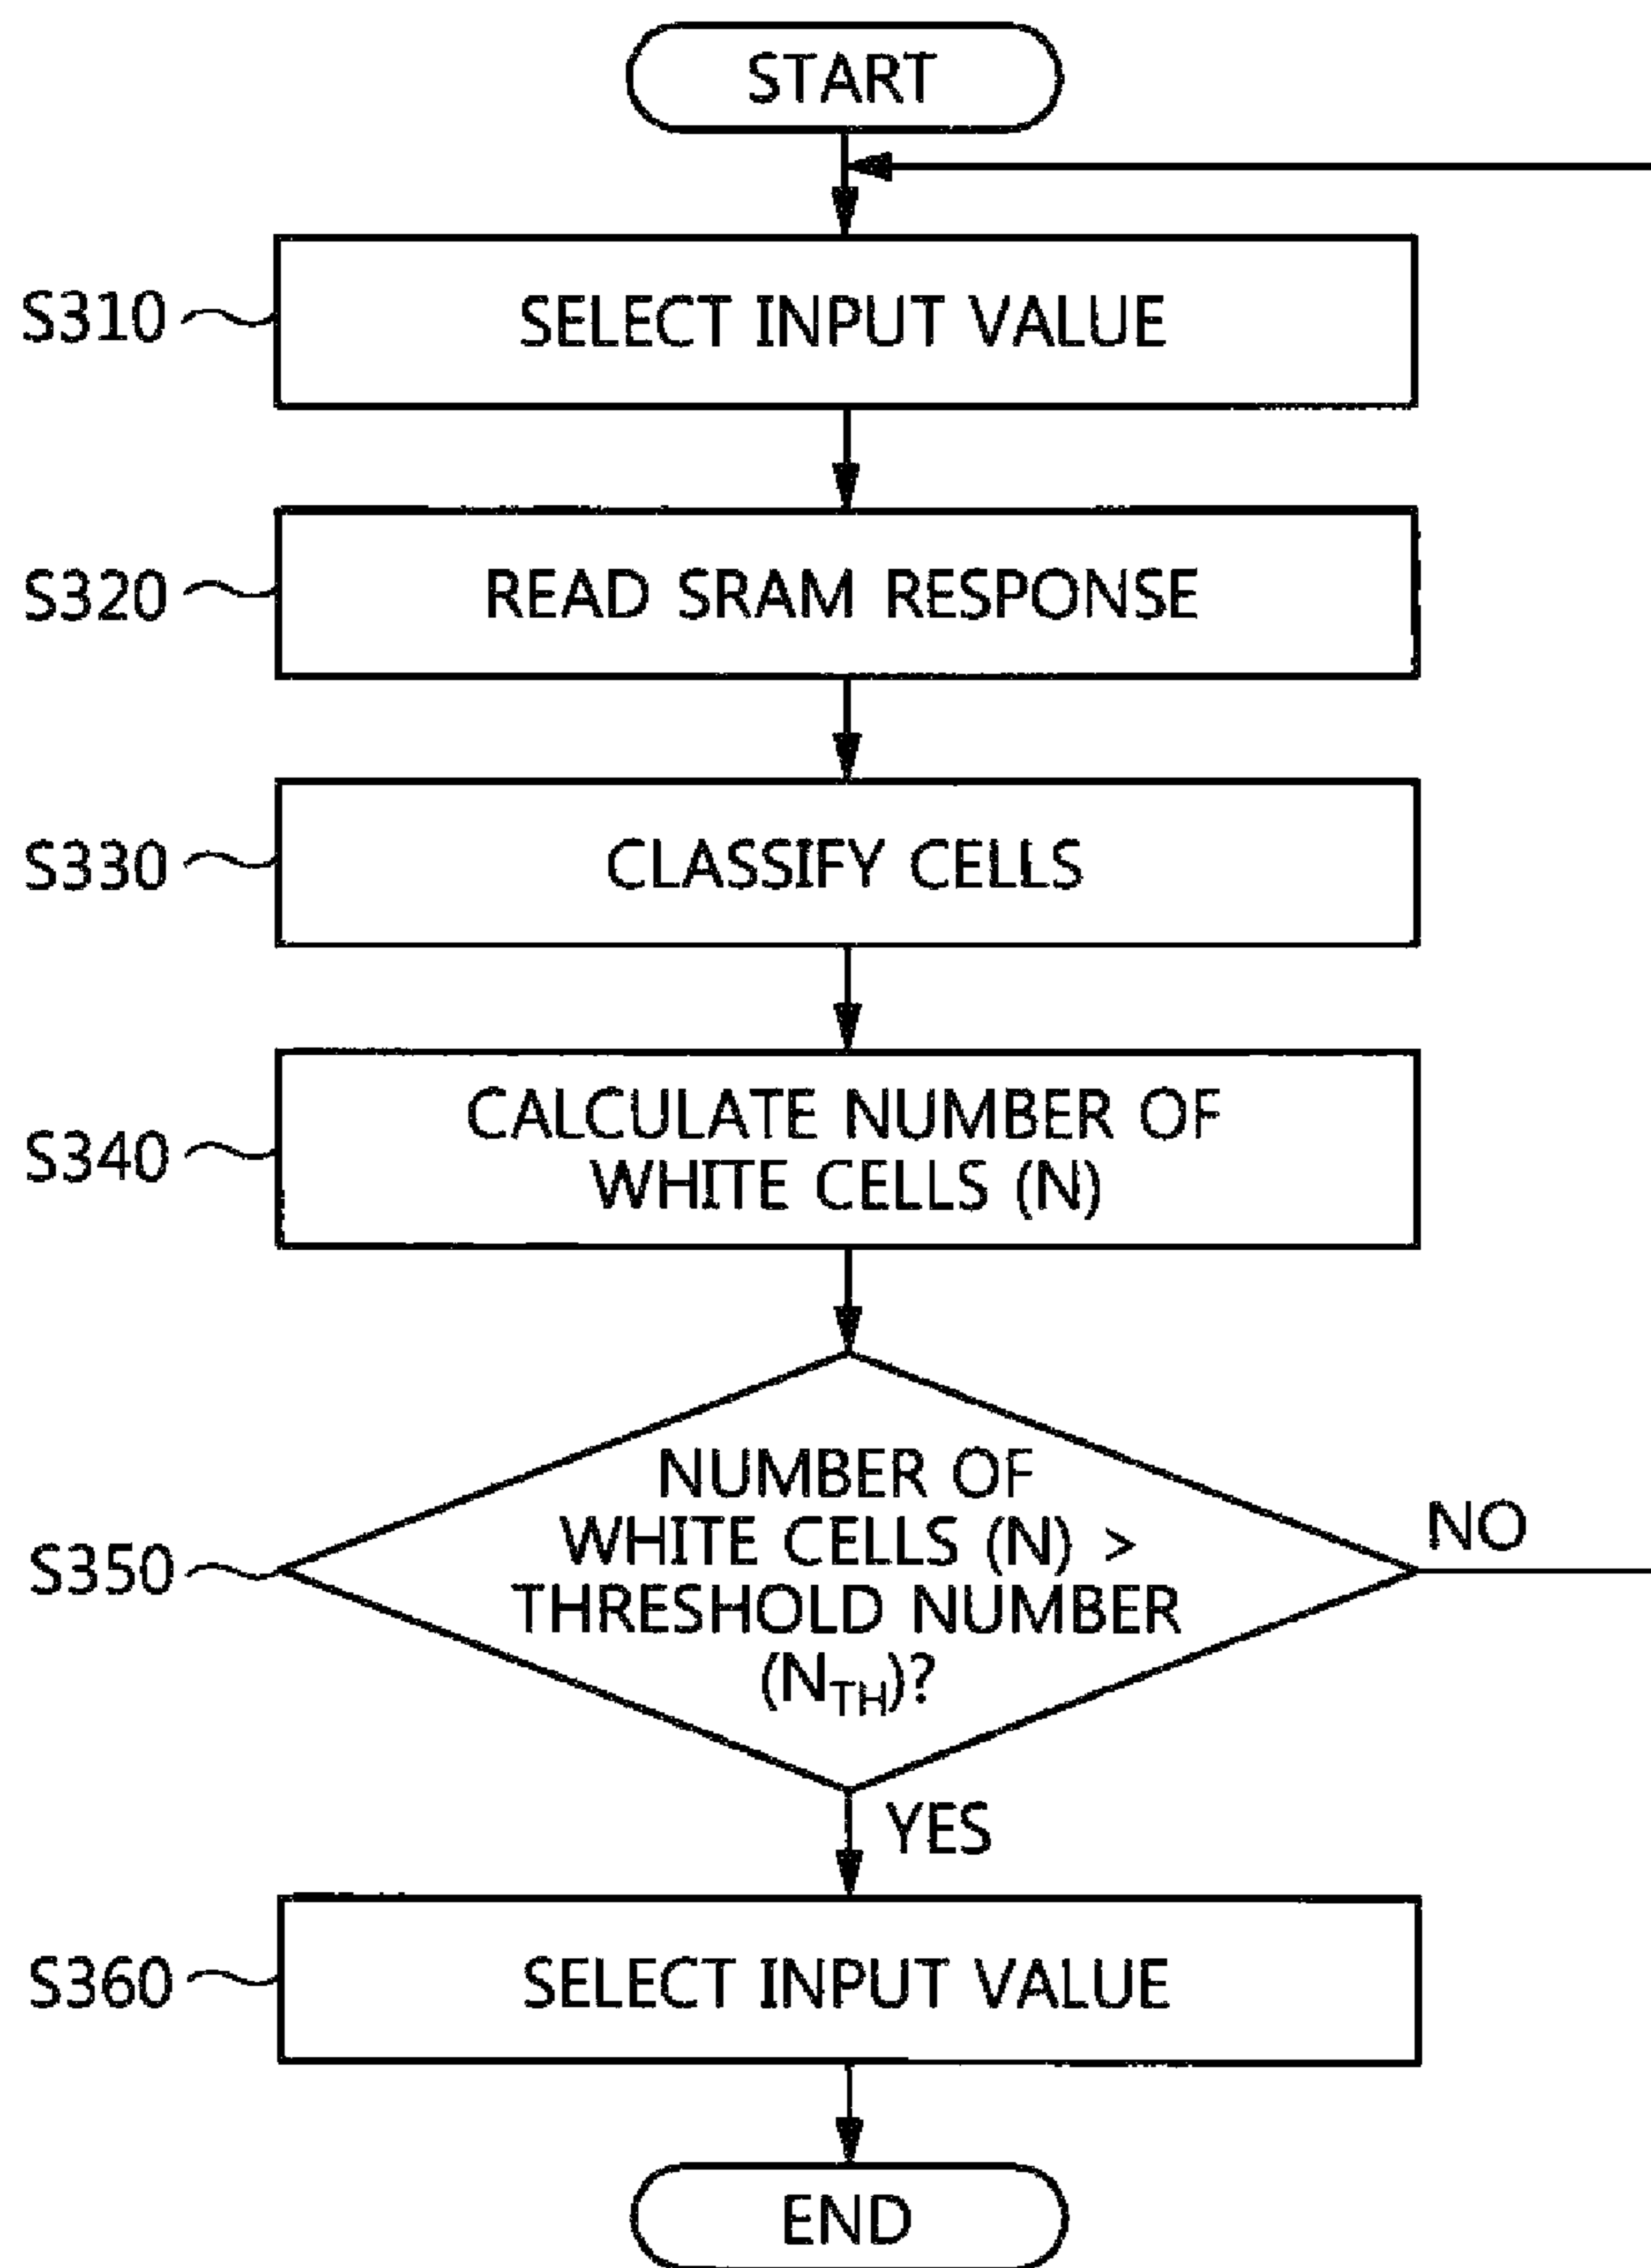 START
S310
SELECT INPUT VALUE
S320
READ SRAM RESPONSE
S330
CLASSIFY CELLS
S340
CALCULATE NUMBER OF
WHITE CELLS (N)
S350
NUMBER OF
WHITE CELLS (N) >
THRESHOLD NUMBER
(N_TH)?
NO
YES
S360
SELECT INPUT VALUE
END